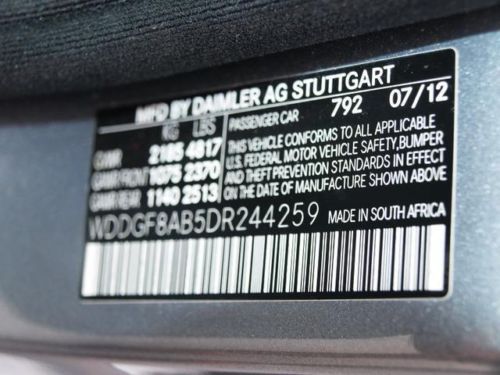 MFD BY DAIMLER AG STUTTGART
KG LBS PASSENGER CAR 792 07/12
GVWR 2185 4817 THIS VEHICLE CONFORMS TO ALL APPLICABLE
GAWR FRONT 1075 2370 U.S. FEDERAL MOTOR VEHICLE SAFETY, BUMPER
GAWR REAR 1140 2513 AND THEFT PREVENTION STANDARDS IN EFFECT
ON THE DATE OF MANUFACTURE SHOWN ABOVE
WDDGF8AB5DR244259 MADE IN SOUTH AFRICA